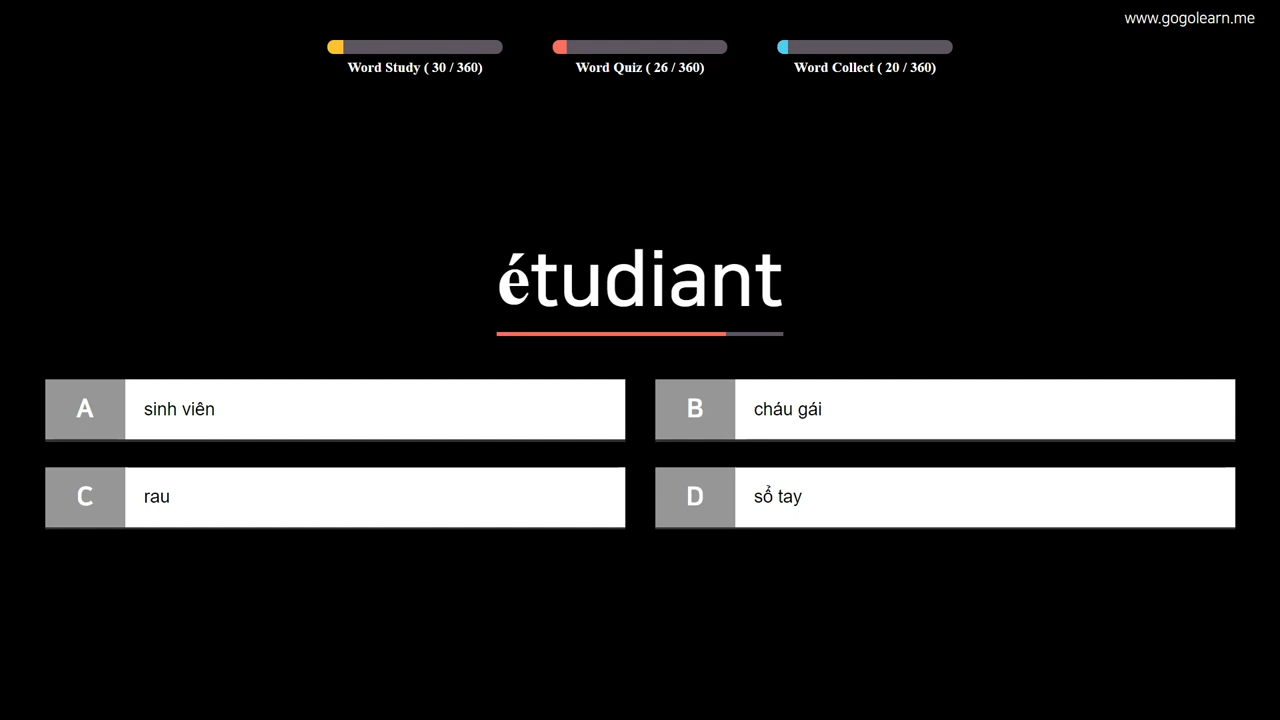 www.gogolearn.me
Word Study ( 30 / 360)
Word Quiz ( 26 / 360)
Word Collect ( 20 / 360)
étudiant
A
sinh viên
B
cháu gái
C
rau
D
sổ tay